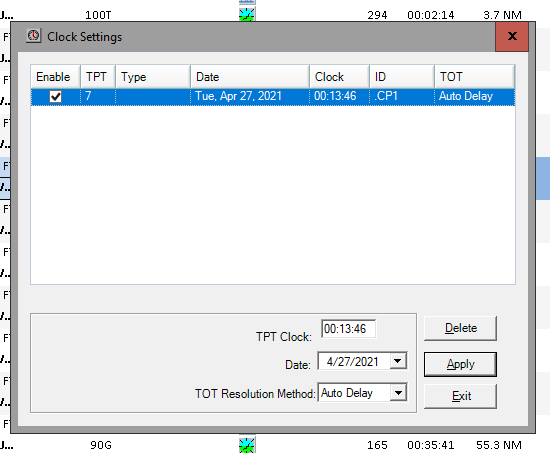 J... 100T 294 00:02:14 3.7 NM
Clock Settings
Enable TPT Type Date Clock ID TOT
7 Tue, Apr 27, 2021 00:13:46 .CP1 Auto Delay
TPT Clock: 00:13:46 Delete
Date: 4/27/2021 Apply
TOT Resolution Method: Auto Delay Exit
J... 90G 165 00:35:41 55.3 NM